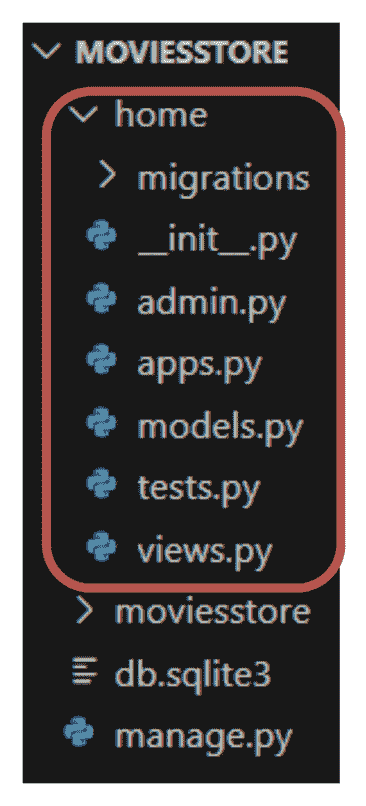 MOVIESSTORE
home
migrations
__init__.py
admin.py
apps.py
models.py
tests.py
views.py
moviesstore
db.sqlite3
manage.py